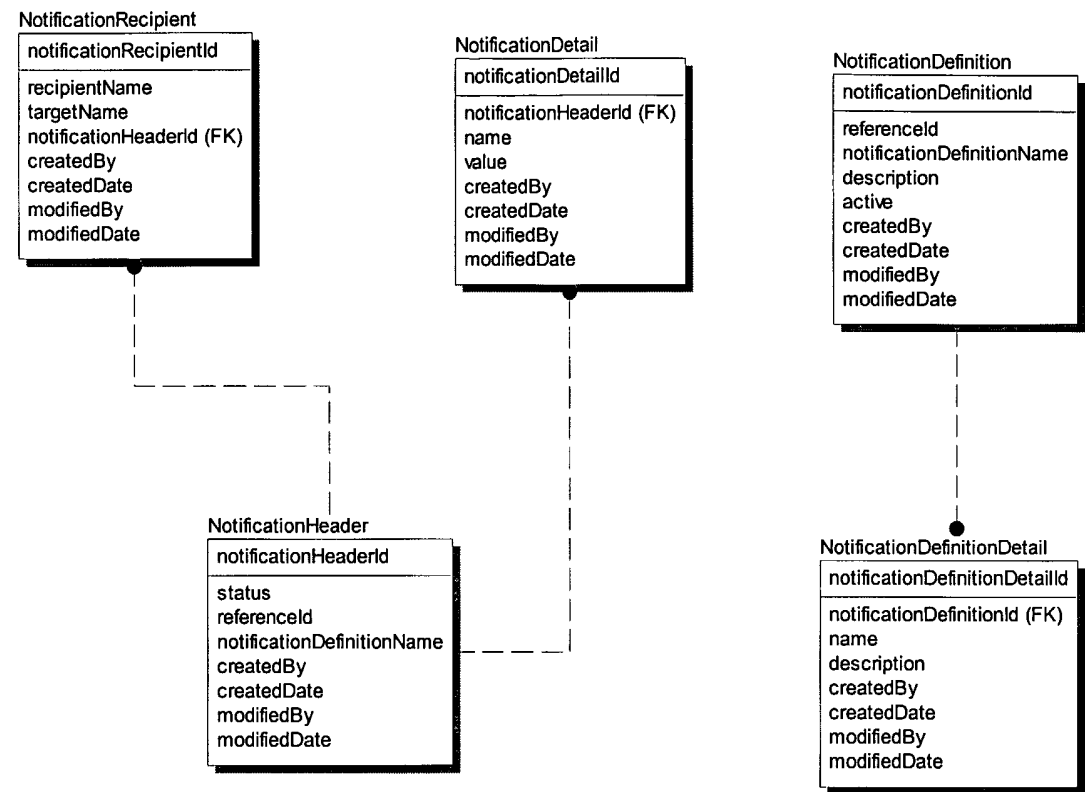 NotificationRecipient
notificationRecipientId
recipientName
targetName
notificationHeaderId (FK)
createdBy
createdDate
modifiedBy
modifiedDate
NotificationDetail
notificationDetailId
notificationHeaderId (FK)
name
value
createdBy
createdDate
modifiedBy
modifiedDate
NotificationDefinition
notificationDefinitionId
referenceId
notificationDefinitionName
description
active
createdBy
createdDate
modifiedBy
modifiedDate
NotificationHeader
notificationHeaderId
status
referenceId
notificationDefinitionName
createdBy
createdDate
modifiedBy
modifiedDate
NotificationDefinitionDetail
notificationDefinitionDetailId
notificationDefinitionId (FK)
name
description
createdBy
createdDate
modifiedBy
modifiedDate